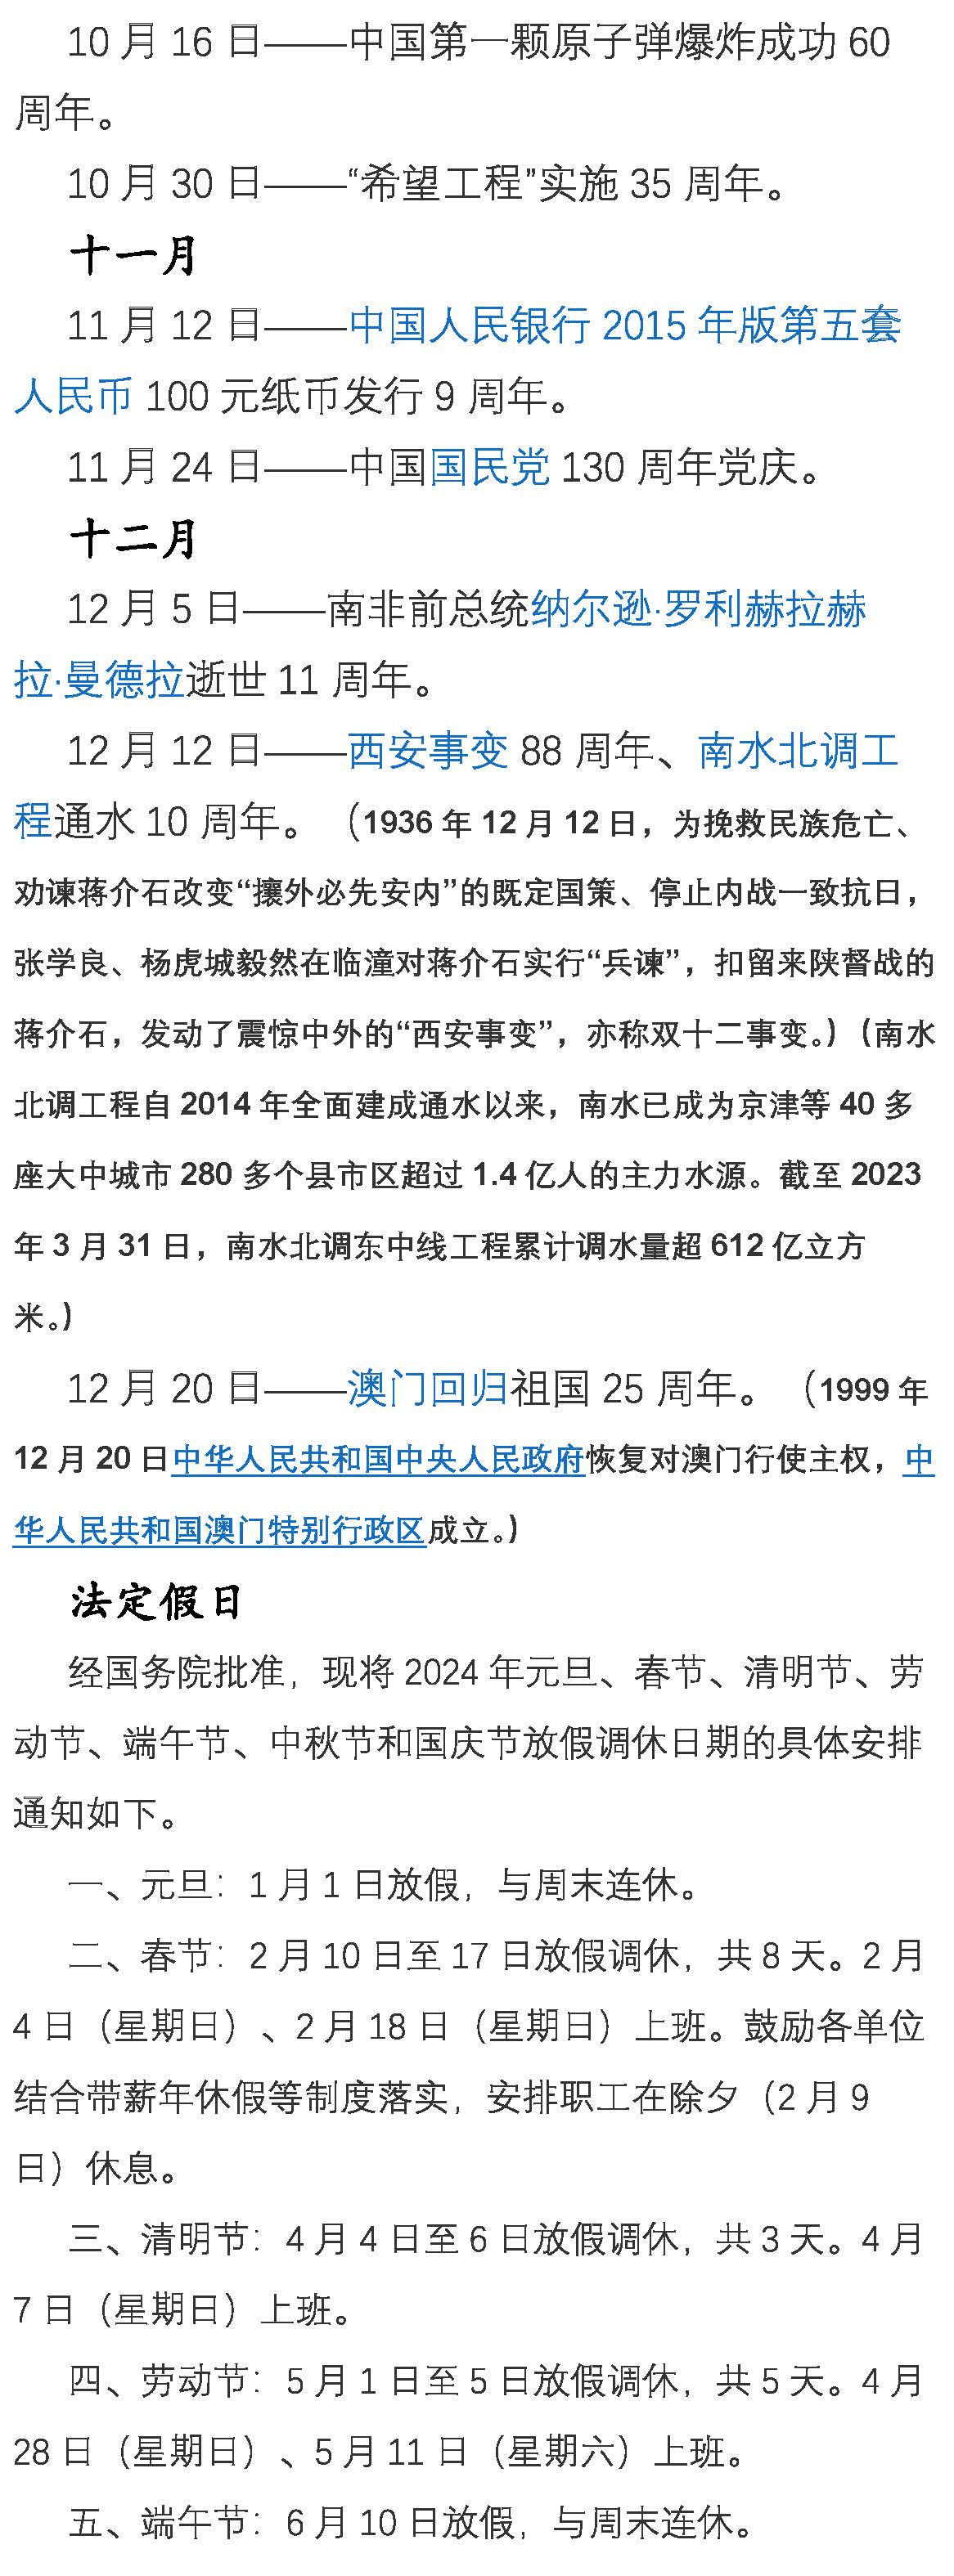 10 月 16 日——中国第一颗原子弹爆炸成功 60
周年。
10 月 30 日——“希望工程”实施 35 周年。
十一月
11 月 12 日——中国人民银行 2015 年版第五套
人民币 100 元纸币发行 9 周年。
11 月 24 日——中国国民党 130 周年党庆。
十二月
12 月 5 日——南非前总统纳尔逊·罗利赫拉赫
拉·曼德拉逝世 11 周年。
12 月 12 日——西安事变 88 周年、南水北调工
程通水 10 周年。（1936 年 12 月 12 日，为挽救民族危亡、
劝谏蒋介石改变“攘外必先安内”的既定国策、停止内战一致抗日，
张学良、杨虎城毅然在临潼对蒋介石实行“兵谏”，扣留来陕督战的
蒋介石，发动了震惊中外的“西安事变”，亦称双十二事变。）（南水
北调工程自 2014 年全面建成通水以来，南水已成为京津等 40 多
座大中城市 280 多个县市区超过 1.4 亿人的主力水源。截至 2023
年 3 月 31 日，南水北调东中线工程累计调水量超 612 亿立方
米。）
12 月 20 日——澳门回归祖国 25 周年。（1999 年
12 月 20 日中华人民共和国中央人民政府恢复对澳门行使主权，中
华人民共和国澳门特别行政区成立。）
法定假日
经国务院批准，现将 2024 年元旦、春节、清明节、劳
动节、端午节、中秋节和国庆节放假调休日期的具体安排
通知如下。
一、元旦：1 月 1 日放假，与周末连休。
二、春节：2 月 10 日至 17 日放假调休，共 8 天。2 月
4 日（星期日）、2 月 18 日（星期日）上班。鼓励各单位
结合带薪年休假等制度落实，安排职工在除夕（2 月 9
日）休息。
三、清明节：4 月 4 日至 6 日放假调休，共 3 天。4 月
7 日（星期日）上班。
四、劳动节：5 月 1 日至 5 日放假调休，共 5 天。4 月
28 日（星期日）、5 月 11 日（星期六）上班。
五、端午节：6 月 10 日放假，与周末连休。